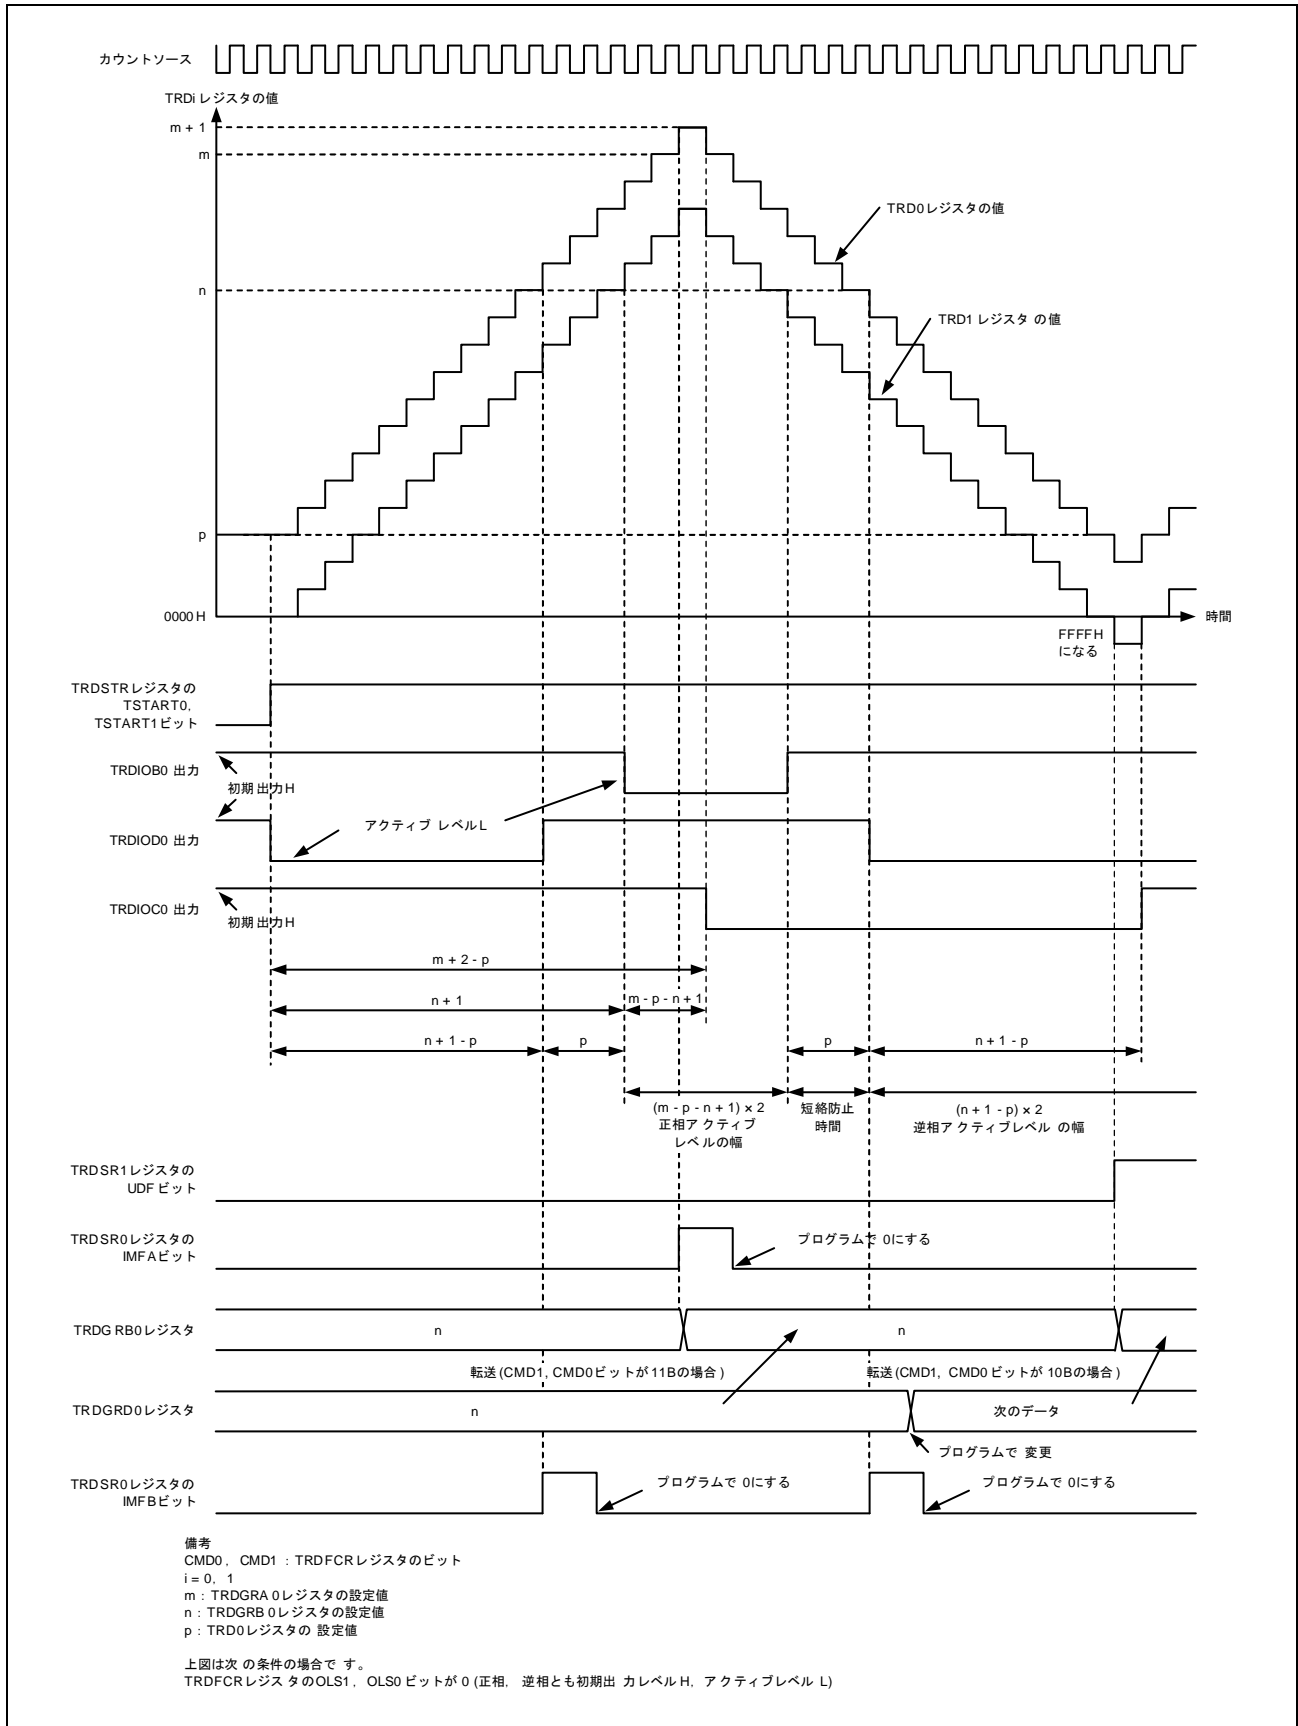 カウントソース
TRDiレジスタの値
m + 1
m
TRD0レジスタの値
n
TRD1 レジスタ の値
p
0000 H
時間
FFFFH
になる
TRDSTRレジスタの
TSTART0,
TSTART1ビット
TRDIOB0 出力
初期出力H
アクティブ レベルL
TRDIOD0 出力
TRDIOC0 出力
初期出力H
m + 2 - p
n + 1
m - p - n + 1
n + 1 - p
p
p
n + 1 - p
(m - p - n + 1) × 2
正相アクティブ
レベルの幅
短絡防止
時間
(n + 1 - p) × 2
逆相アクティブレベル の幅
TRDSR1レジスタの
UDF ビット
TRDSR0レジスタの
IMFAビット
プログラムで 0にする
TRDG RB0レジスタ
n
n
転送(CMD1, CMD0ビットが11Bの場合)
転送(CMD1, CMD0 ビットが 10Bの場合)
TRDGRD0レジスタ
n
次のデータ
プログラムで 変更
TRDSR0レジスタの
IMFBビット
プログラムで 0にする
プログラムで 0にする
備考
CMD0, CMD1 : TRDFCRレジスタのビット
i = 0, 1
m : TRDGRA 0レジスタの設定値
n : TRDGRB 0レジスタの設定値
p : TRD0レジスタの 設定値
上図は次 の条件の場合で す。
TRDFCRレジス タのOLS1, OLS0 ビットが 0 (正相, 逆相とも初期出 力レベル H, アクティブレベル L)